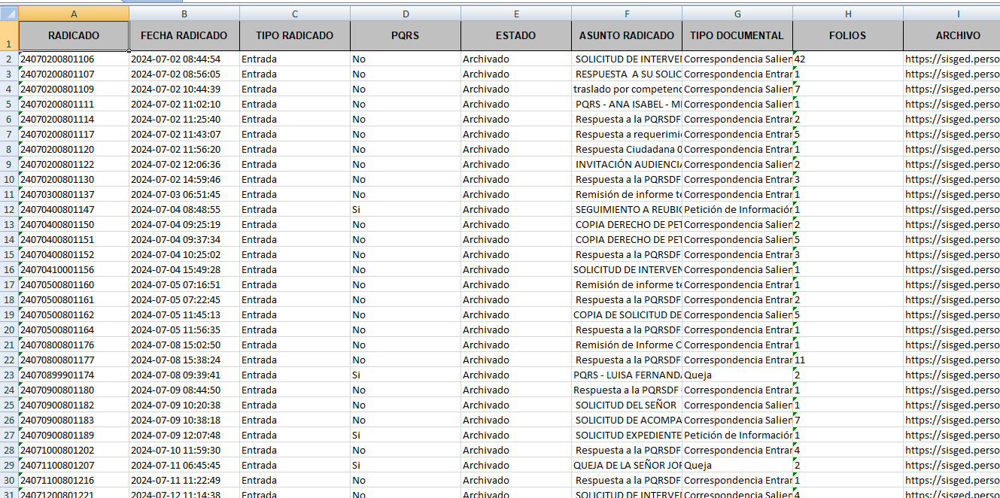 A B C D E F G H I
1 RADICADO FECHA RADICADO TIPO RADICADO PQRS ESTADO ASUNTO RADICADO TIPO DOCUMENTAL FOLIOS ARCHIVO
2 24070200801106 2024-07-02 08:44:54 Entrada No Archivado SOLICITUD DE INTERVEN Correspondencia Salien 42 https://sisged.perso
3 24070200801107 2024-07-02 08:56:05 Entrada No Archivado RESPUESTA A SU SOLIC Correspondencia Entrar 1 https://sisged.perso
4 24070200801109 2024-07-02 10:44:39 Entrada No Archivado traslado por competenc Correspondencia Salien 7 https://sisged.perso
5 24070200801111 2024-07-02 11:02:10 Entrada No Archivado PQRS - ANA ISABEL - MI Correspondencia Salien 1 https://sisged.perso
6 24070200801114 2024-07-02 11:25:40 Entrada No Archivado Respuesta a la PQRSDF Correspondencia Entrar 2 https://sisged.perso
7 24070200801117 2024-07-02 11:43:07 Entrada No Archivado Respuesta a requerimi Correspondencia Entrar 5 https://sisged.perso
8 24070200801120 2024-07-02 11:56:20 Entrada No Archivado Respuesta Ciudadana 0 Correspondencia Entrar 1 https://sisged.perso
9 24070200801122 2024-07-02 12:06:36 Entrada No Archivado INVITACIÓN AUDIENCIA Correspondencia Salien 2 https://sisged.perso
10 24070200801130 2024-07-02 14:59:46 Entrada No Archivado Respuesta a la PQRSDF Correspondencia Entrar 3 https://sisged.perso
11 24070300801137 2024-07-03 06:51:45 Entrada No Archivado Remisión de informe te Correspondencia Entrar 1 https://sisged.perso
12 24070400801147 2024-07-04 08:48:55 Entrada Si Archivado SEGUIMIENTO A REUBIC Petición de Información 1 https://sisged.perso
13 24070400801150 2024-07-04 09:25:19 Entrada No Archivado COPIA DERECHO DE PET Correspondencia Salien 2 https://sisged.perso
14 24070400801151 2024-07-04 09:37:34 Entrada No Archivado COPIA DERECHO DE PET Correspondencia Salien 5 https://sisged.perso
15 24070400801152 2024-07-04 10:25:02 Entrada No Archivado Respuesta a la PQRSDF Correspondencia Entrar 3 https://sisged.perso
16 24070410001156 2024-07-04 15:49:28 Entrada No Archivado SOLICITUD DE INTERVEN Correspondencia Salien 1 https://sisged.perso
17 24070500801160 2024-07-05 07:16:51 Entrada No Archivado Remisión de informe te Correspondencia Entrar 1 https://sisged.perso
18 24070500801161 2024-07-05 07:22:45 Entrada No Archivado Respuesta a la PQRSDF Correspondencia Entrar 2 https://sisged.perso
19 24070500801162 2024-07-05 11:45:13 Entrada No Archivado COPIA DE SOLICITUD DE Correspondencia Salien 5 https://sisged.perso
20 24070500801164 2024-07-05 11:56:35 Entrada No Archivado Respuesta a la PQRSDF Correspondencia Entrar 1 https://sisged.perso
21 24070800801176 2024-07-08 15:02:50 Entrada No Archivado Remisión de Informe C Correspondencia Entrar 1 https://sisged.perso
22 24070800801177 2024-07-08 15:38:24 Entrada No Archivado Respuesta a la PQRSDF Correspondencia Entrar 11 https://sisged.perso
23 24070899901174 2024-07-08 09:39:41 Entrada Si Archivado PQRS - LUISA FERNANDA Queja 2 https://sisged.perso
24 24070900801180 2024-07-09 08:44:50 Entrada No Archivado Respuesta a la PQRSDF Correspondencia Entrar 1 https://sisged.perso
25 24070900801182 2024-07-09 10:20:38 Entrada No Archivado SOLICITUD DEL SEÑOR Correspondencia Salien 1 https://sisged.perso
26 24070900801183 2024-07-09 10:38:18 Entrada No Archivado SOLICITUD DE ACOMPA Correspondencia Salien 7 https://sisged.perso
27 24070900801189 2024-07-09 12:07:48 Entrada Si Archivado SOLICITUD EXPEDIENTE Petición de Información 1 https://sisged.perso
28 24071000801202 2024-07-10 11:59:30 Entrada No Archivado Respuesta a la PQRSDF Correspondencia Entrar 4 https://sisged.perso
29 24071100801207 2024-07-11 06:45:45 Entrada Si Archivado QUEJA DE LA SEÑOR JOR Queja 2 https://sisged.perso
30 24071100801216 2024-07-11 11:22:49 Entrada No Archivado Respuesta a la PQRSDF Correspondencia Entrar 1 https://sisged.perso
31 24071200801221 2024-07-12 11:14:38 Entrada No Archivado SOLICITUD DE INTERVEN Correspondencia Salien 4 https://sisged.perso